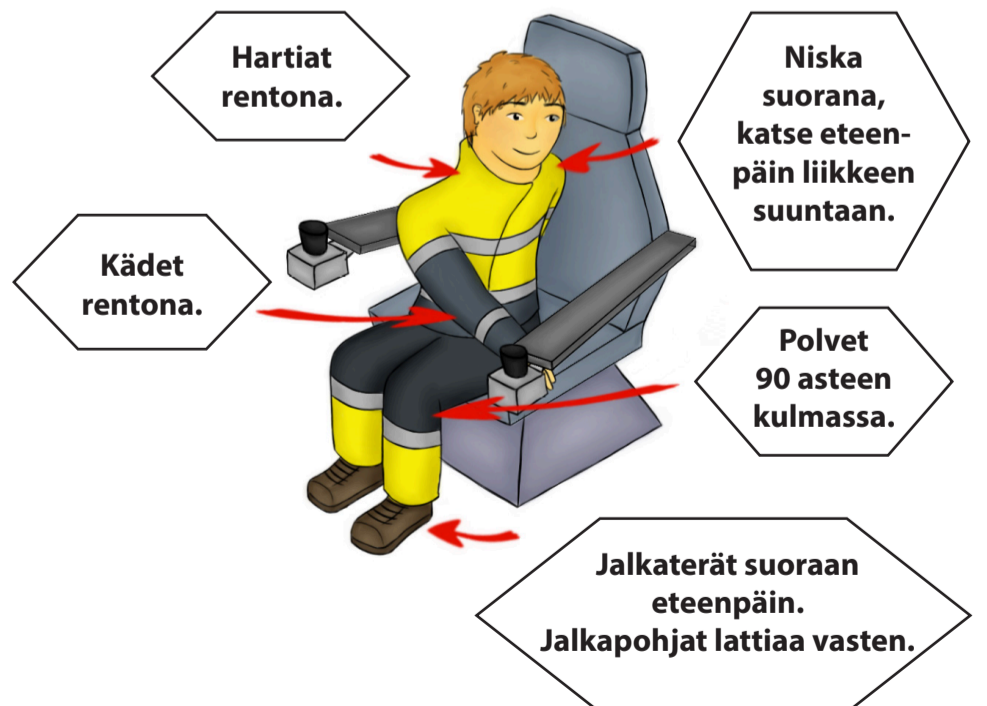 Hartiat
rentona.
Niska
suorana,
katse eteen-
päin liikkeen
suuntaan.
Kädet
rentona.
Polvet
90 asteen
kulmassa.
Jalkaterät suoraan
eteenpäin.
Jalkapohjat lattiaa vasten.